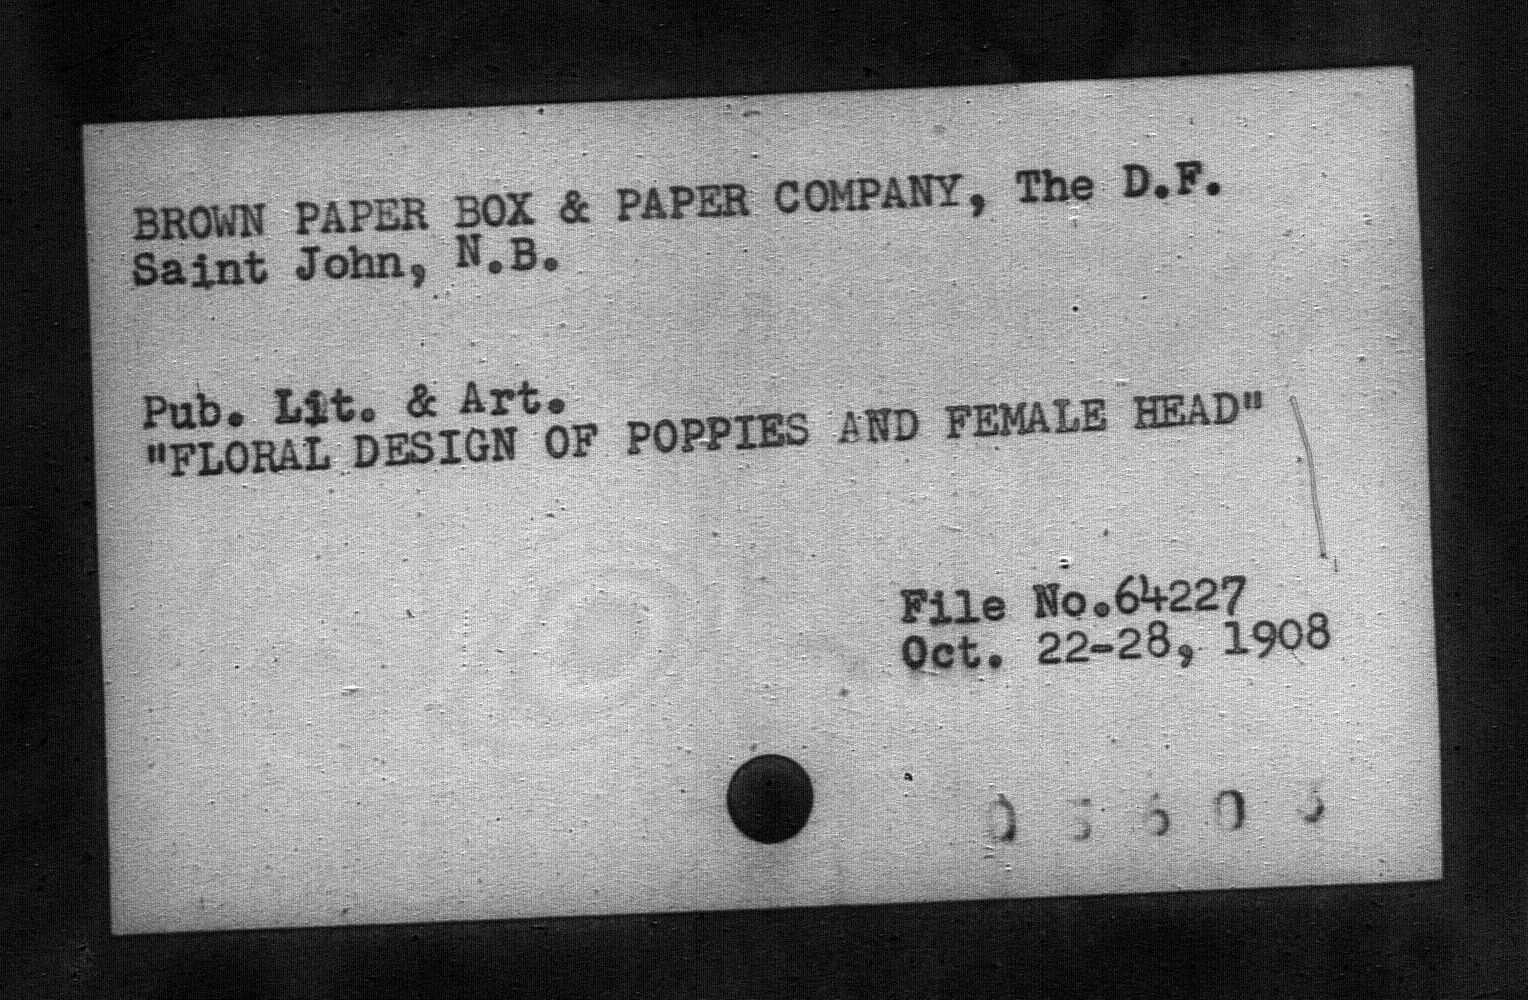 BROWN PAPER BOX & PAPER COMPANY, The D.F.
Saint John, N.B.
Pub. Lit. & Art.
"FLORAL DESIGN OF POPPIES AND FEMALE HEAD"
File No.64227
Oct. 22-28, 1908